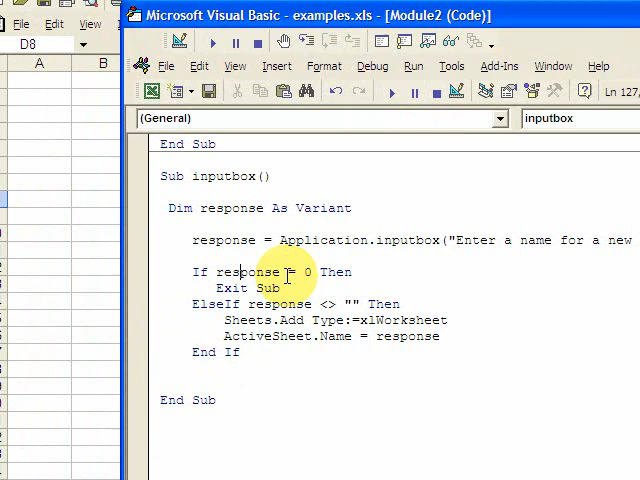 Microsoft Visual Basic - examples.xls - [Module2 (Code)]
File Edit View
File Edit View Insert Format Debug Run Tools Add-Ins Window Help
D8
Ln 127,
A B
(General) inputbox
End Sub
Sub inputbox()
Dim response As Variant
response = Application.inputbox("Enter a name for a new
If response = 0 Then
Exit Sub
ElseIf response <> "" Then
Sheets.Add Type:=xlWorksheet
ActiveSheet.Name = response
End If
End Sub